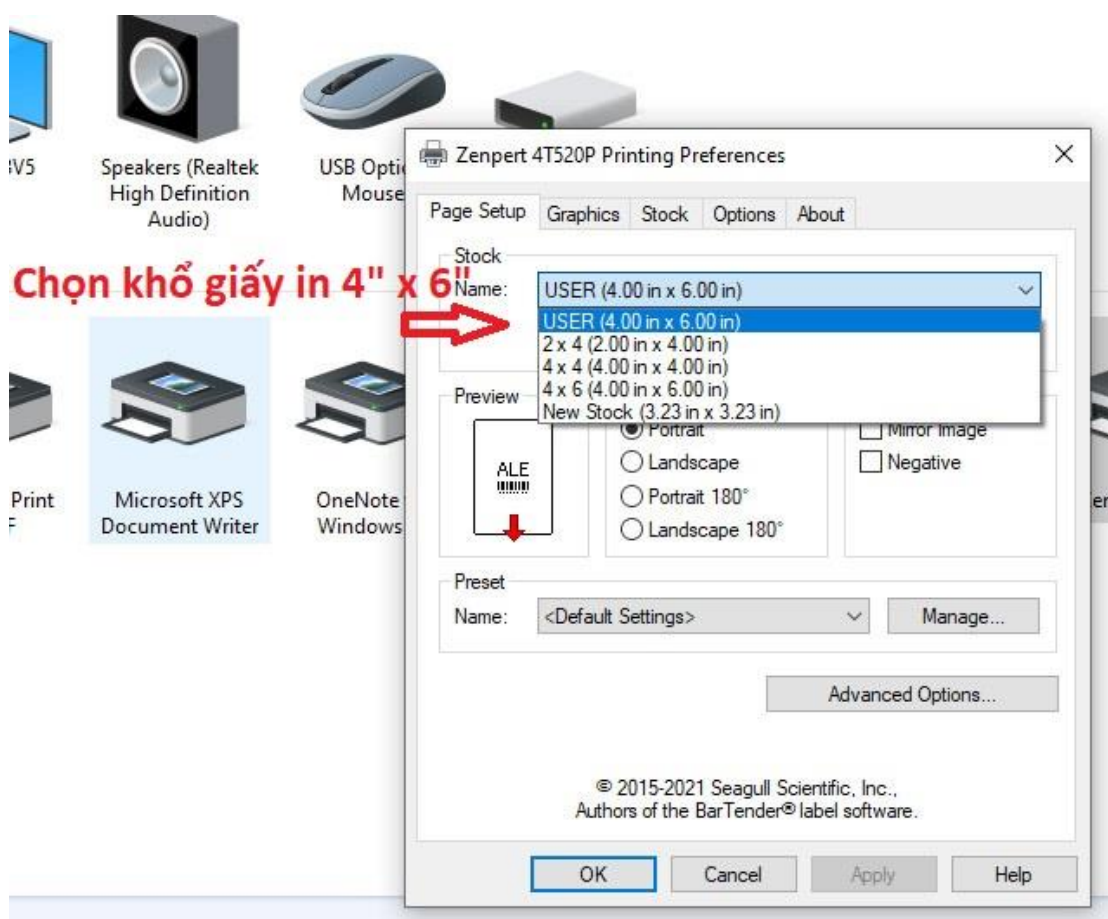 V5
Speakers (Realtek
High Definition
Audio)
USB Optic
Mouse
Chọn khổ giấy in 4" x 6"
Print
F
Microsoft XPS
Document Writer
OneNote
Windows
Zenpert 4T520P Printing Preferences
Page Setup Graphics Stock Options About
Stock
Name: USER (4.00 in x 6.00 in)
USER (4.00 in x 6.00 in)
2 x 4 (2.00 in x 4.00 in)
4 x 4 (4.00 in x 4.00 in)
4 x 6 (4.00 in x 6.00 in)
New Stock (3.23 in x 3.23 in)
Preview
ALE
Portrait
Landscape
Portrait 180°
Landscape 180°
Mirror Image
Negative
Preset
Name: <Default Settings> Manage...
Advanced Options...
© 2015-2021 Seagull Scientific, Inc.,
Authors of the BarTender® label software.
OK Cancel Apply Help